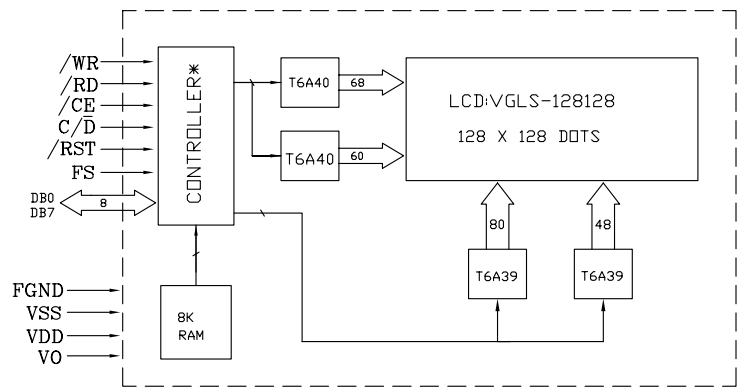 /WR
/RD
/CE
C/D̅
/RST
FS
DB0
DB7
8
CONTROLLER*
T6A40
68
T6A40
60
LCD:VGLS-128128
128 X 128 DOTS
80
48
T6A39
T6A39
8K
RAM
FGND
VSS
VDD
VO